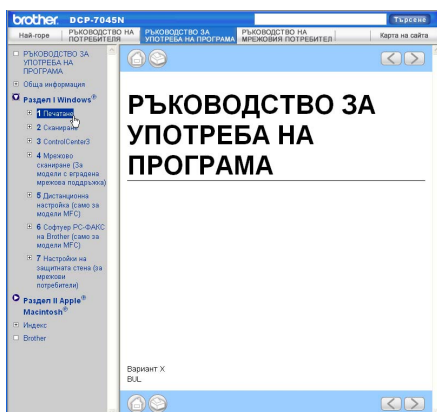 brother DCP-7045N
Търсене
Най-горе
РЪКОВОДСТВО НА
ПОТРЕБИТЕЛЯ
РЪКОВОДСТВО ЗА
УПОТРЕБА НА ПРОГРАМА
РЪКОВОДСТВО НА
МРЕЖОВИЯ ПОТРЕБИТЕЛ
Карта на сайта
РЪКОВОДСТВО ЗА
УПОТРЕБА НА
ПРОГРАМА
Обща информация
Раздел I Windows®
1 Печатане
2 Сканиране
3 ControlCenter3
4 Мрежово
сканиране (За
модели с вградена
мрежова поддръжка)
5 Дистанционна
настройка (само за
модели MFC)
6 Софтуер PC-ФАКС
на Brother (само за
модели MFC)
7 Настройки на
защитната стена (за
мрежови
потребители)
Раздел II Apple®
Macintosh®
Индекс
Brother
РЪКОВОДСТВО ЗА
УПОТРЕБА НА
ПРОГРАМА
Вариант X
BUL